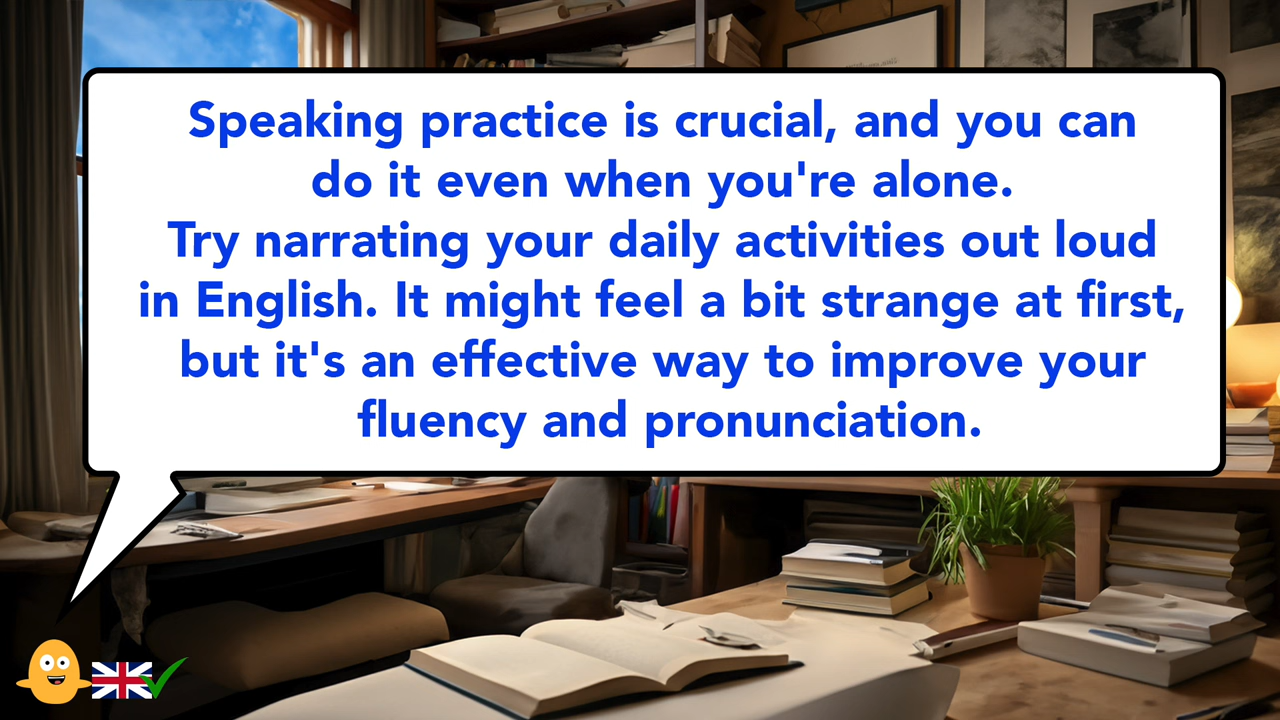 Speaking practice is crucial, and you can
do it even when you're alone.
Try narrating your daily activities out loud
in English. It might feel a bit strange at first,
but it's an effective way to improve your
fluency and pronunciation.